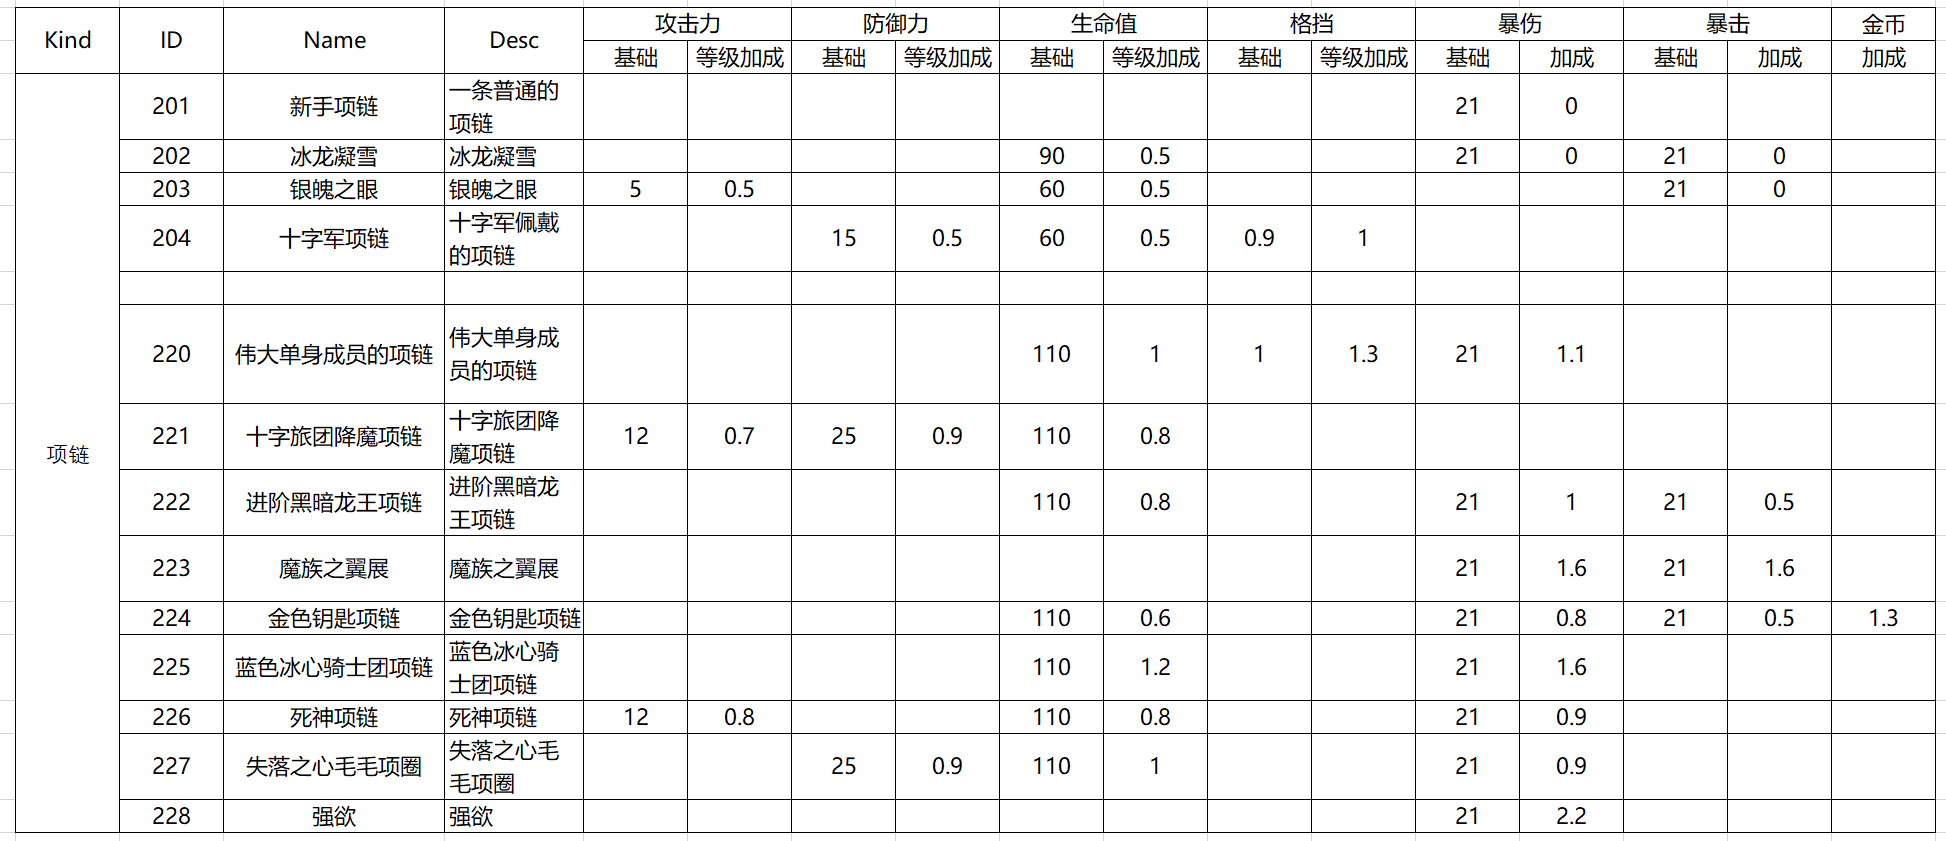 Kind ID Name Desc 攻击力 防御力 生命值 格挡 暴伤 暴击 金币
基础 等级加成 基础 等级加成 基础 等级加成 基础 等级加成 基础 加成 基础 加成 加成
项链
201 新手项链 一条普通的
项链 21 0
202 冰龙凝雪 冰龙凝雪 90 0.5 21 0 21 0
203 银魄之眼 银魄之眼 5 0.5 60 0.5 21 0
204 十字军项链 十字军佩戴
的项链 15 0.5 60 0.5 0.9 1
220 伟大单身成员的项链 伟大单身成
员的项链 110 1 1 1.3 21 1.1
221 十字旅团降魔项链 十字旅团降
魔项链 12 0.7 25 0.9 110 0.8
222 进阶黑暗龙王项链 进阶黑暗龙
王项链 110 0.8 21 1 21 0.5
223 魔族之翼展 魔族之翼展 21 1.6 21 1.6
224 金色钥匙项链 金色钥匙项链 110 0.6 21 0.8 21 0.5 1.3
225 蓝色冰心骑士团项链 蓝色冰心骑
士团项链 110 1.2 21 1.6
226 死神项链 死神项链 12 0.8 110 0.8 21 0.9
227 失落之心毛毛项圈 失落之心毛
毛项圈 25 0.9 110 1 21 0.9
228 强欲 强欲 21 2.2